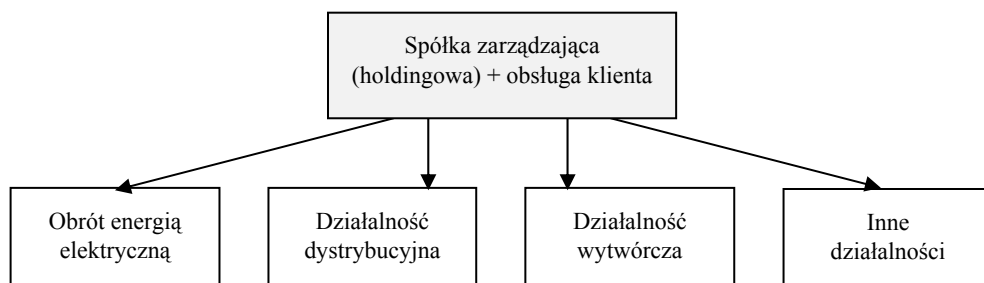 Spółka zarządzająca
(holdingowa) + obsługa klienta
Obrót energią
elektryczną
Działalność
dystrybucyjna
Działalność
wytwórcza
Inne
działalności